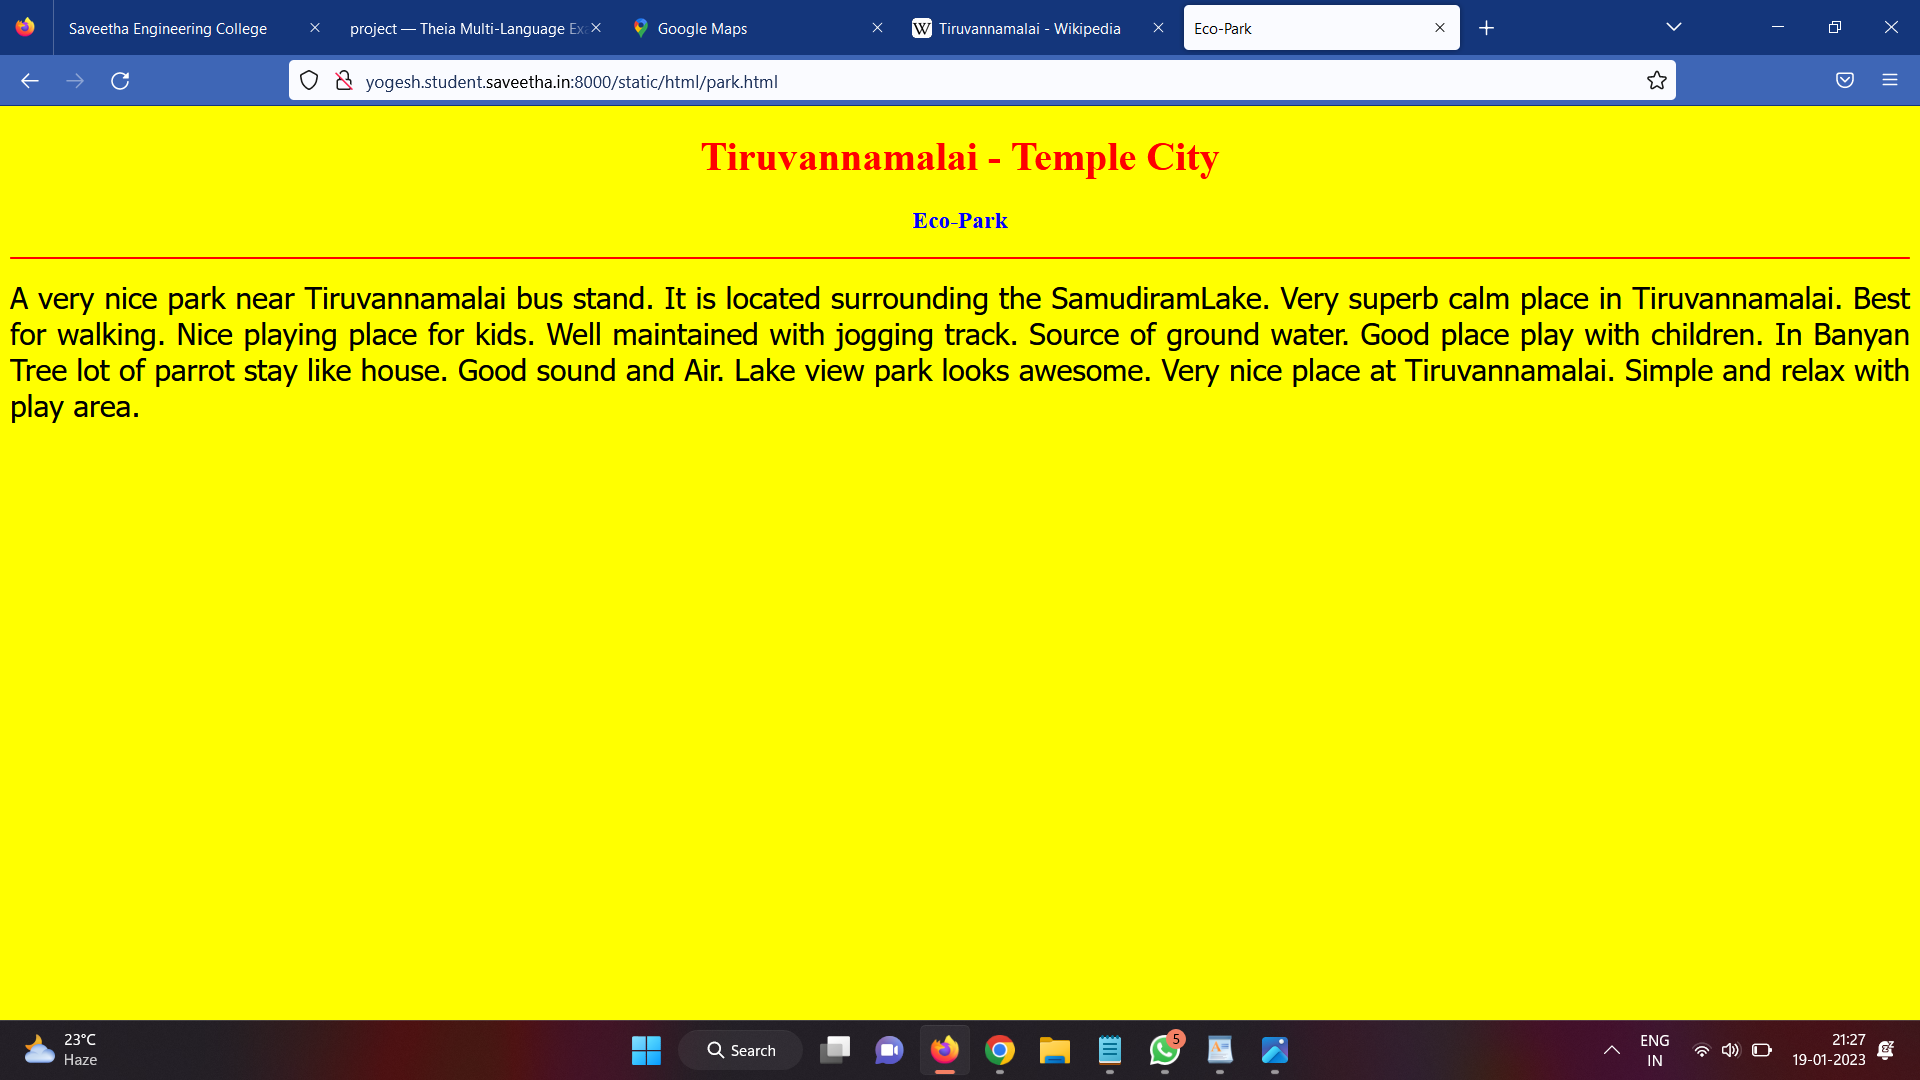 Saveetha Engineering College
project — Theia Multi-Language Ex
Google Maps
W Tiruvannamalai - Wikipedia
Eco-Park
yogesh.student.saveetha.in:8000/static/html/park.html
Tiruvannamalai - Temple City
Eco-Park
A very nice park near Tiruvannamalai bus stand. It is located surrounding the SamudiramLake. Very superb calm place in Tiruvannamalai. Best
for walking. Nice playing place for kids. Well maintained with jogging track. Source of ground water. Good place play with children. In Banyan
Tree lot of parrot stay like house. Good sound and Air. Lake view park looks awesome. Very nice place at Tiruvannamalai. Simple and relax with
play area.
23°C
Haze
Search
5
ENG
IN
21:27
19-01-2023